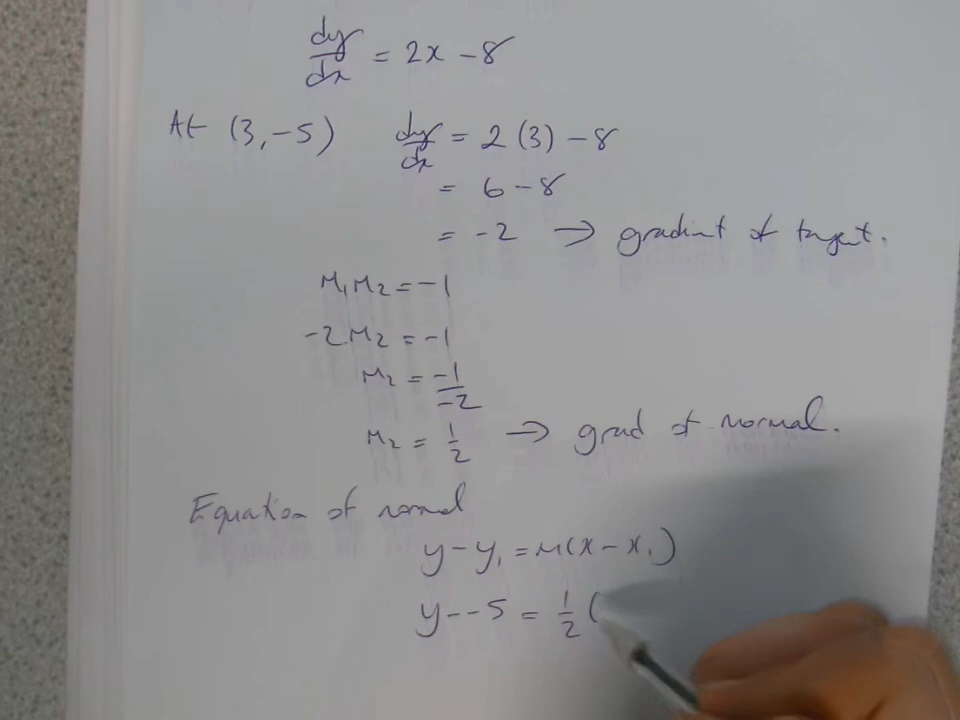 dy/dx = 2x - 8
At (3, -5) dy/dx = 2(3) - 8
= 6 - 8
= -2 → gradient of tangent.
M₁M₂ = -1
-2M₂ = -1
M₂ = -1/-2
M₂ = 1/2 → grad of normal.
Equation of normal
y - y₁ = M(x - x₁)
y - -5 = 1/2 (